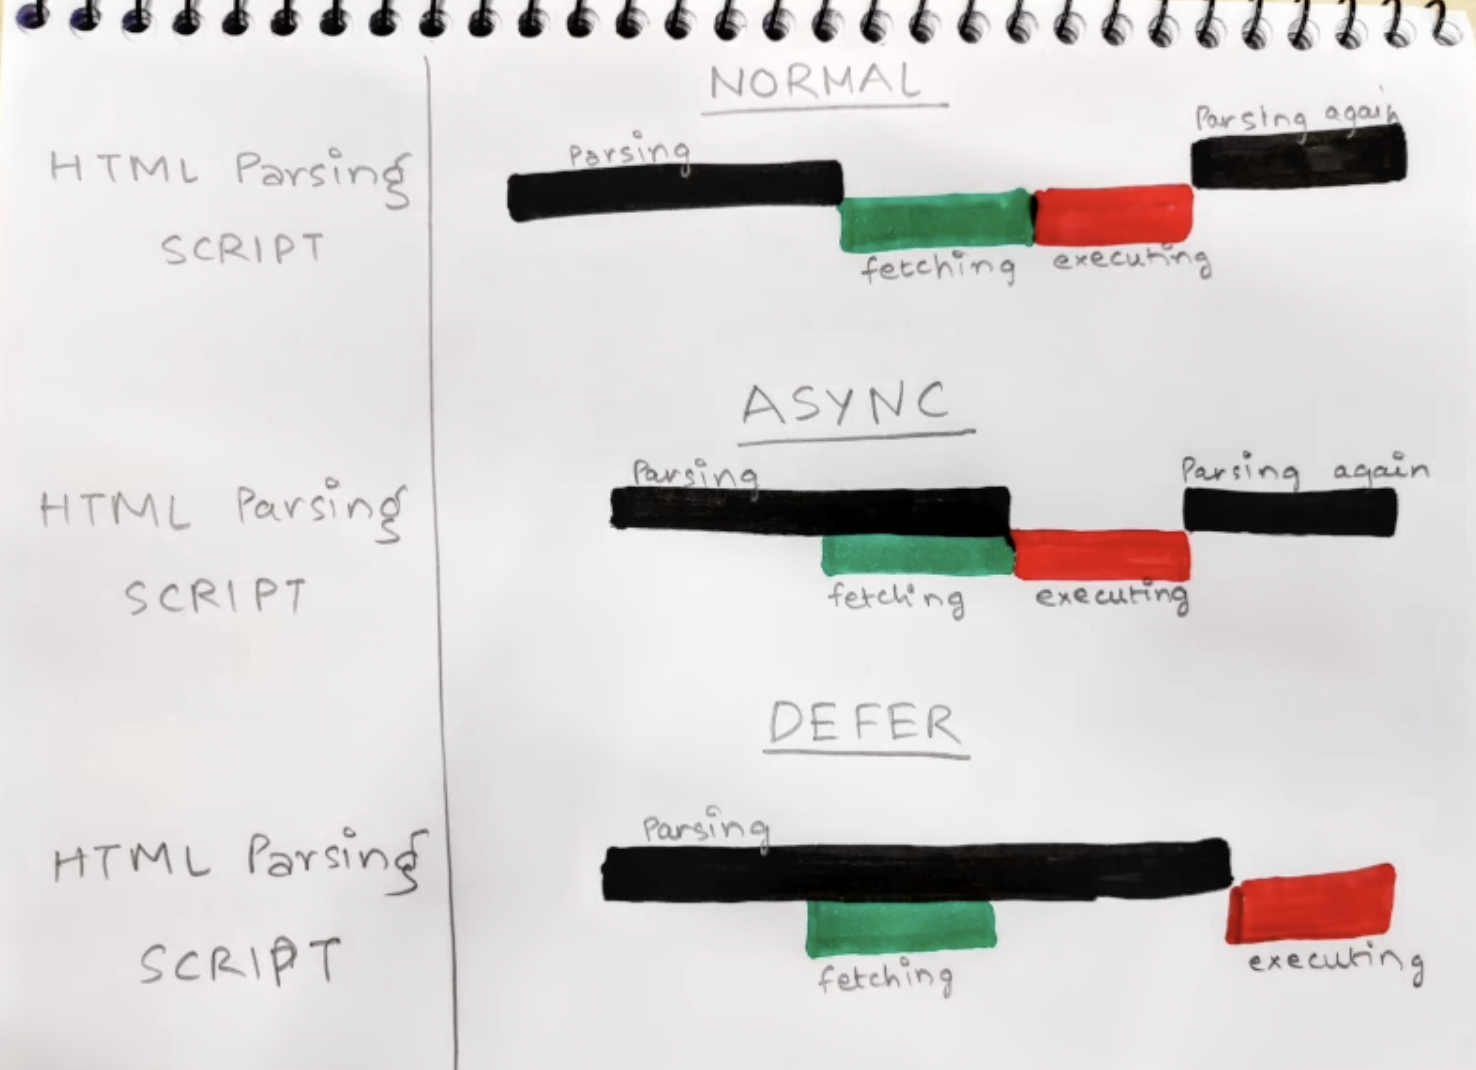 NORMAL
Parsing
Parsing again
HTML Parsing
SCRIPT
fetching executing
ASYNC
Parsing
Parsing again
HTML Parsing
SCRIPT
fetching
executing
DEFER
Parsing
HTML Parsing
SCRIPT
fetching
executing